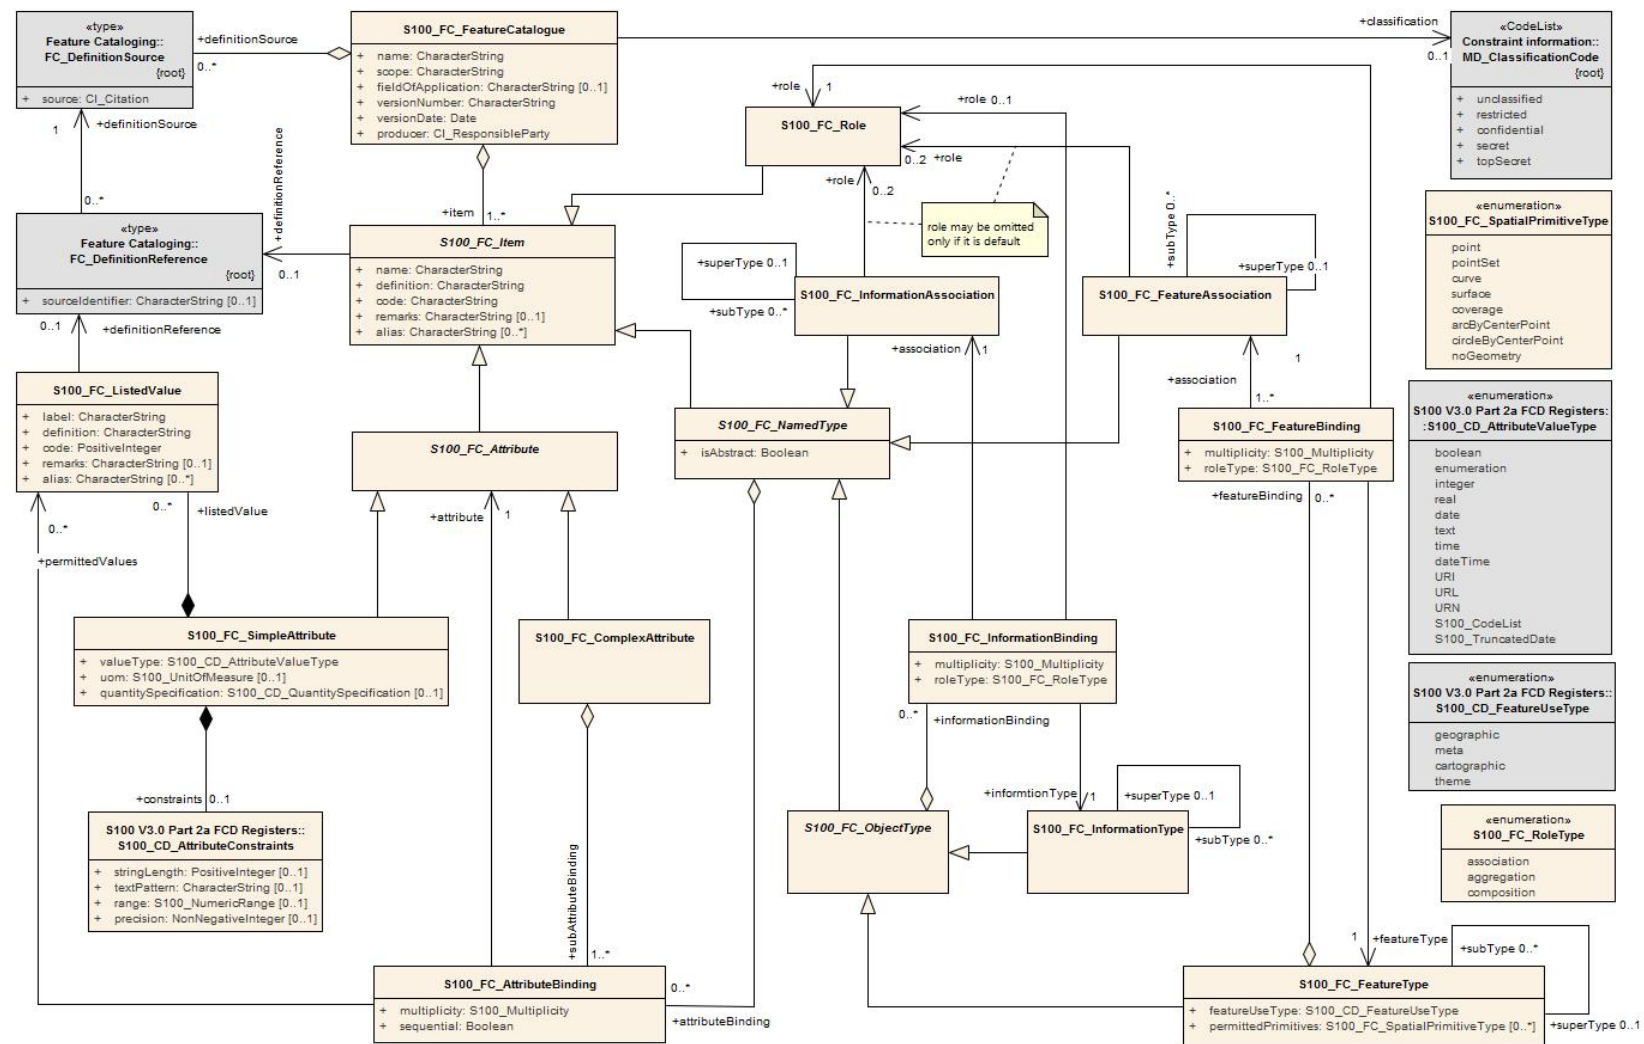 «type»
Feature Cataloging::
FC_DefinitionSource
{root}
+ source: CI_Citation
+definitionSource
0..*
S100_FC_FeatureCatalogue
+ name: CharacterString
+ scope: CharacterString
+ fieldOfApplication: CharacterString [0..1]
+ versionNumber: CharacterString
+ versionDate: Date
+ producer: CI_ResponsibleParty
+classification
0..1
«CodeList»
Constraint information::
MD_ClassificationCode
{root}
+ unclassified
+ restricted
+ confidential
+ secret
+ topSecret
1
+definitionSource
0..*
+definitionReference
0..1
+item
1..*
+role
1
+role 0..1
S100_FC_Role
0..2
+role
+role
0..2
role may be omitted
only if it is default
«type»
Feature Cataloging::
FC_DefinitionReference
{root}
+ sourceIdentifier: CharacterString [0..1]
0..1
+definitionReference
S100_FC_Item
+ name: CharacterString
+ definition: CharacterString
+ code: CharacterString
+ remarks: CharacterString [0..1]
+ alias: CharacterString [0..*]
+superType 0..1
+subType 0..*
S100_FC_InformationAssociation
+association
1
+subType 0..*
+superType 0..1
S100_FC_FeatureAssociation
+association
1
1..*
«enumeration»
S100_FC_SpatialPrimitiveType
point
pointSet
curve
surface
coverage
arcByCenterPoint
circleByCenterPoint
noGeometry
S100_FC_ListedValue
+ label: CharacterString
+ definition: CharacterString
+ code: PositiveInteger
+ remarks: CharacterString [0..1]
+ alias: CharacterString [0..*]
0..*
+permittedValues
0..*
+listedValue
S100_FC_Attribute
+attribute
1
S100_FC_NamedType
+ isAbstract: Boolean
S100_FC_FeatureBinding
+ multiplicity: S100_Multiplicity
+ roleType: S100_FC_RoleType
+featureBinding
0..*
«enumeration»
S100 V3.0 Part 2a FCD Registers:
:S100_CD_AttributeValueType
boolean
enumeration
integer
real
date
text
time
dateTime
URI
URL
URN
S100_CodeList
S100_TruncatedDate
S100_FC_SimpleAttribute
+ valueType: S100_CD_AttributeValueType
+ uom: S100_UnitOfMeasure [0..1]
+ quantitySpecification: S100_CD_QuantitySpecification [0..1]
S100_FC_ComplexAttribute
S100_FC_InformationBinding
+ multiplicity: S100_Multiplicity
+ roleType: S100_FC_RoleType
0..*
+informationBinding
«enumeration»
S100 V3.0 Part 2a FCD Registers::
S100_CD_FeatureUseType
geographic
meta
cartographic
theme
+constraints
0..1
S100 V3.0 Part 2a FCD Registers::
S100_CD_AttributeConstraints
+ stringLength: PositiveInteger [0..1]
+ textPattern: CharacterString [0..1]
+ range: S100_NumericRange [0..1]
+ precision: NonNegativeInteger [0..1]
+subAttributeBinding
1..*
S100_FC_ObjectType
+informtionType
1
S100_FC_InformationType
+superType 0..1
+subType 0..*
«enumeration»
S100_FC_RoleType
association
aggregation
composition
S100_FC_AttributeBinding
+ multiplicity: S100_Multiplicity
+ sequential: Boolean
0..*
+attributeBinding
1
+featureType
+subType 0..*
S100_FC_FeatureType
+ featureUseType: S100_CD_FeatureUseType
+ permittedPrimitives: S100_FC_SpatialPrimitiveType [0..*]
+superType 0..1